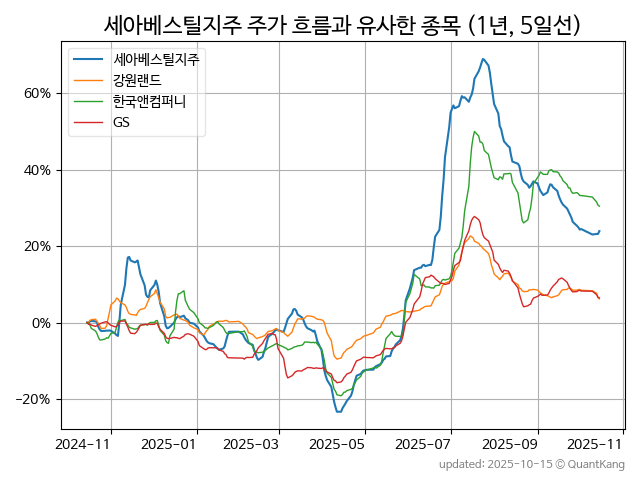 세아베스틸지주 주가 흐름과 유사한 종목 (1년, 5일선)
세아베스틸지주
강원랜드
한국앤컴퍼니
GS
60%
40%
20%
0%
−20%
2024-11 2025-01 2025-03 2025-05 2025-07 2025-09 2025-11
updated: 2025-10-15 © QuantKang